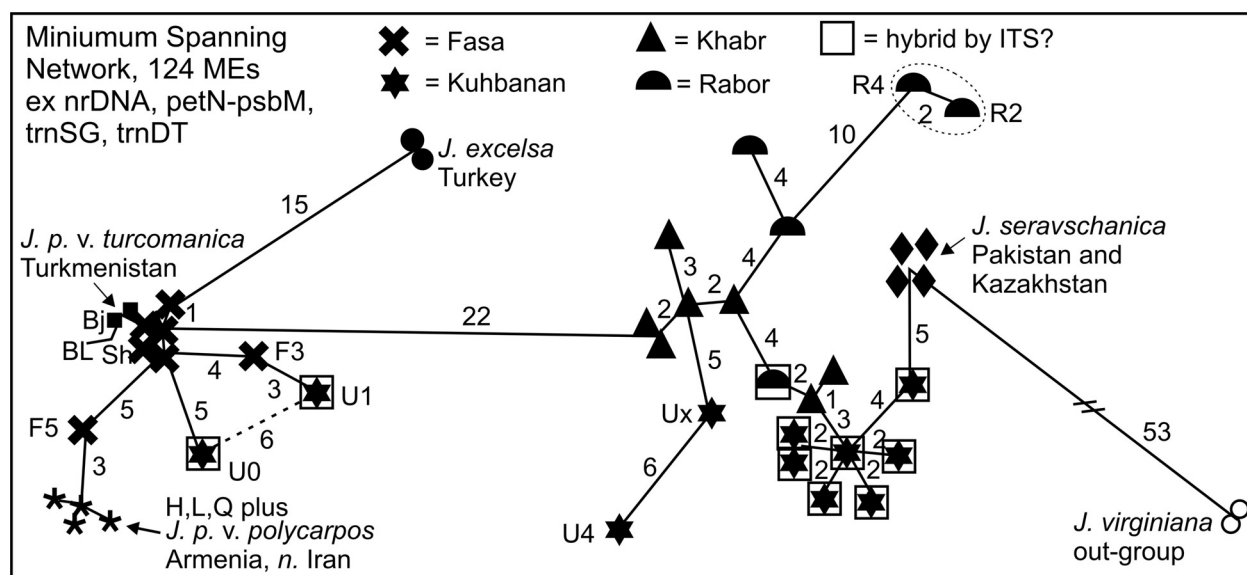 Miniumum Spanning
Network, 124 MEs
ex nrDNA, petN-psbM,
trnSG, trnDT
= Fasa
= Kuhbanan
= Khabr
= Rabor
= hybrid by ITS?
R4
2
R2
10
J. excelsa
Turkey
15
4
J. p. v. turcomanica
Turkmenistan
J. seravschanica
Pakistan and
Kazakhstan
3
4
2
2
1
Bj
22
BL
Sh
4
F3
4
5
5
2
3
U1
1
5
5
Ux
3
4
53
F5
6
2
2
U0
6
2
2
3
H,L,Q plus
J. p. v. polycarpos
Armenia, n. Iran
U4
J. virginiana
out-group